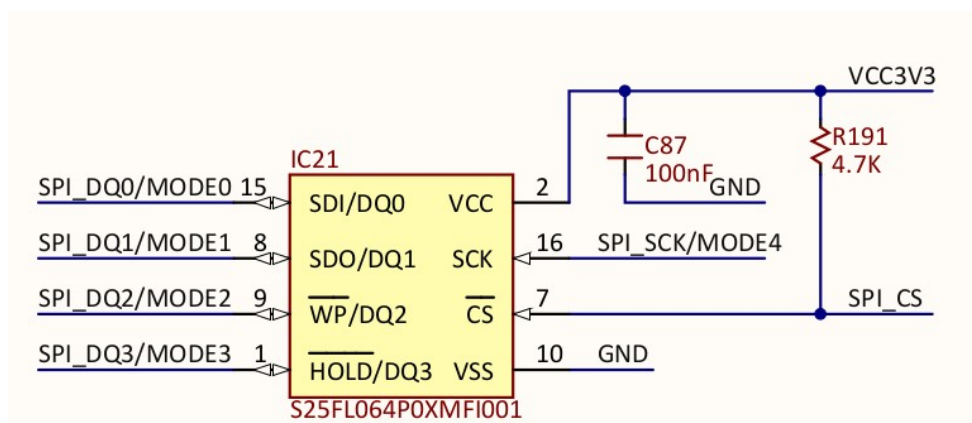 VCC3V3
R191
4.7K
C87
100nF
GND
IC21
SPI_DQ0/MODE0 15 SDI/DQ0 VCC 2
SPI_DQ1/MODE1 8 SDO/DQ1 SCK 16 SPI_SCK/MODE4
SPI_DQ2/MODE2 9 WP/DQ2 CS 7 SPI_CS
SPI_DQ3/MODE3 1 HOLD/DQ3 VSS 10 GND
S25FL064P0XMFI001